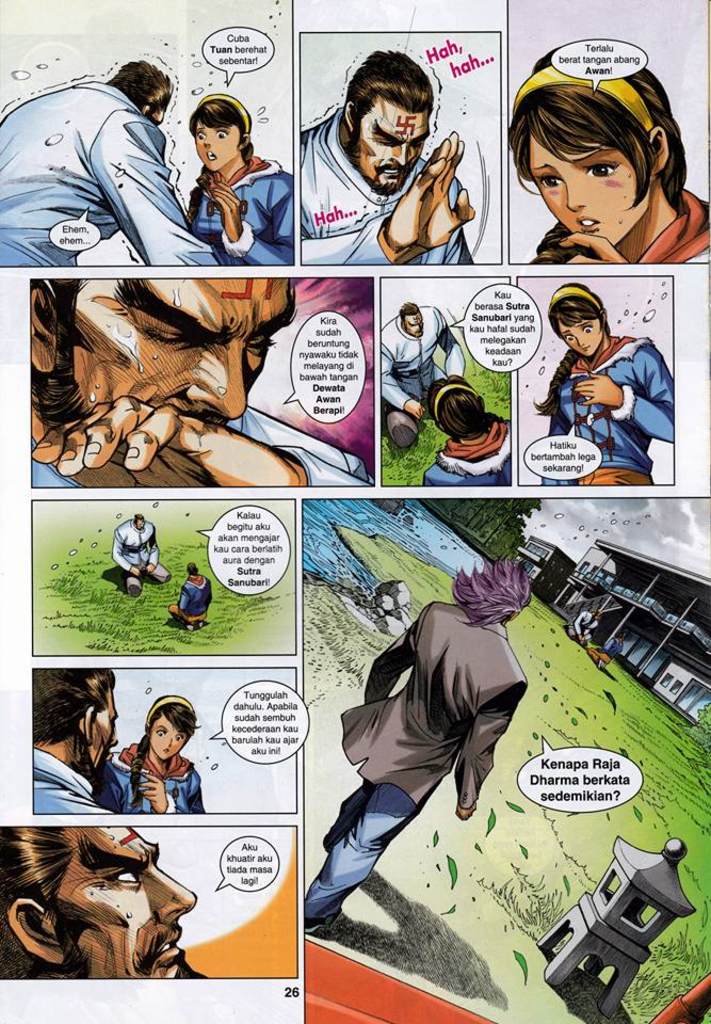 Cuba
Tuan berehat
sebentar!
Ehem,
ehem...
Hah,
hah...
Hah...
Terlalu
berat tangan abang
Awan!
Kira
sudah
beruntung
nyawaku tidak
melayang di
bawah tangan
Dewata
Awan
Berapi!
Kau
berasa Sutra
Sanubari yang
kau hafal sudah
melegakan
keadaan
kau?
Hatiku
bertambah lega
sekarang!
Kalau
begitu aku
akan mengajar
kau cara berlatih
aura dengan
Sutra
Sanubari!
Tunggulah
dahulu. Apabila
sudah sembuh
barulah kau ajar
aku ini!
Aku
khuatir aku
tiada masa
lagi!
Kenapa Raja
Dharma berkata
sedemikian?
26